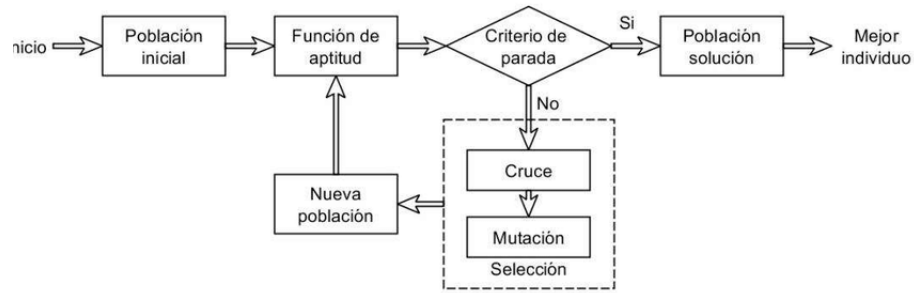 nicio
Población
inicial
Función de
aptitud
Criterio de
parada
Si
Población
solución
Mejor
individuo
No
Cruce
Nueva
población
Mutación
Selección